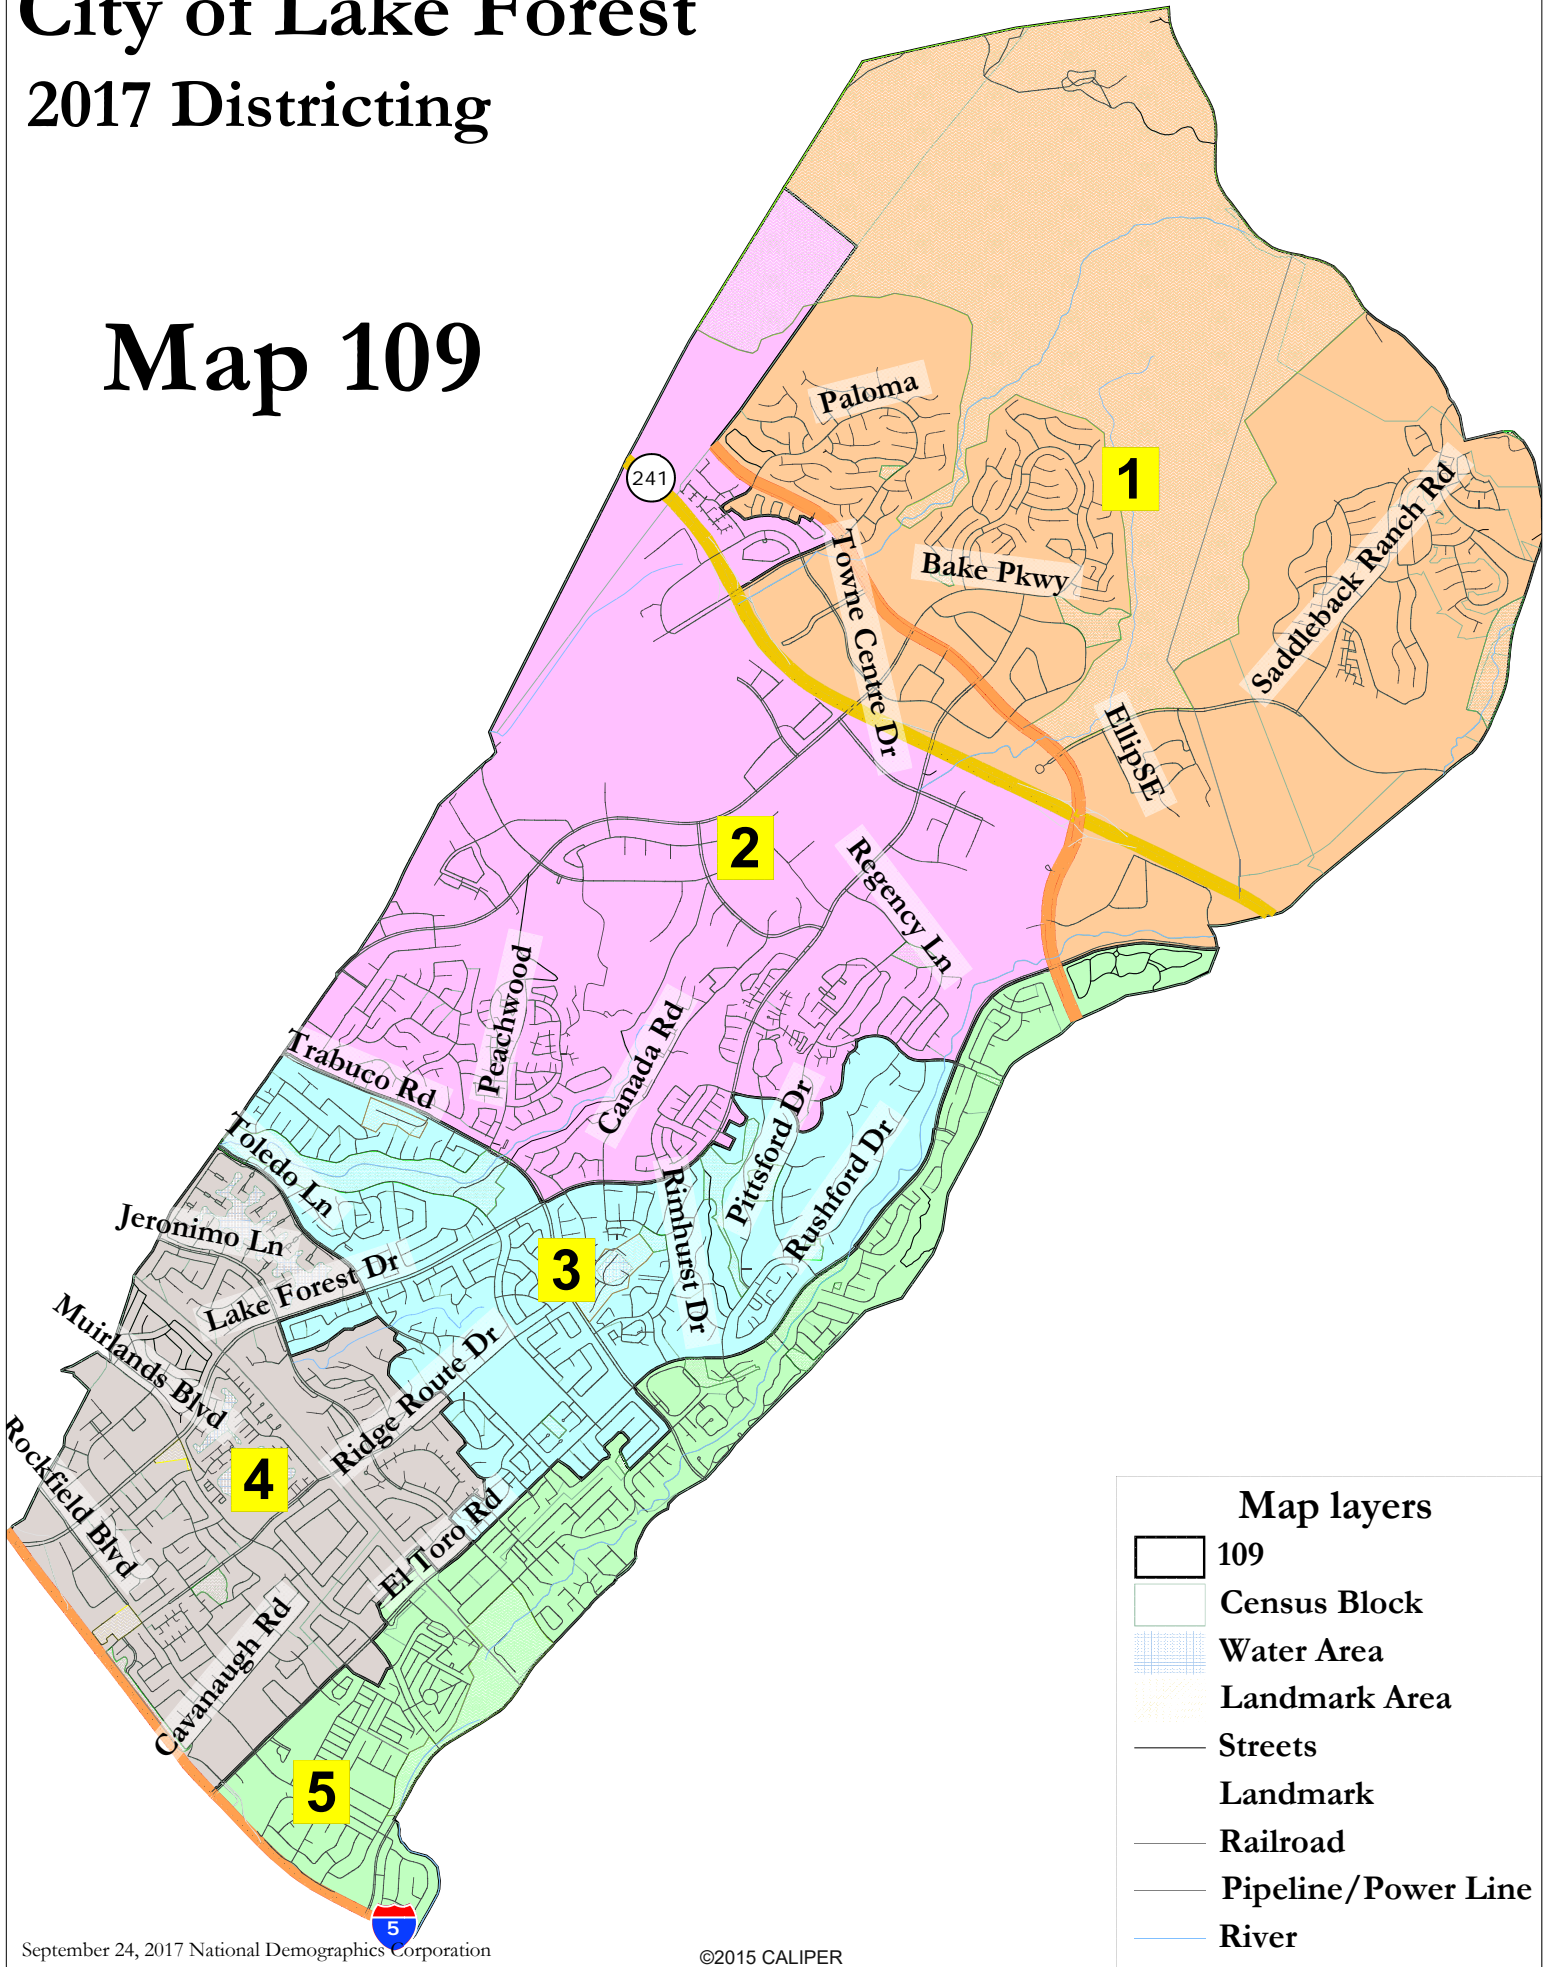 City of Lake Forest
2017 Districting
Map 109
Paloma
1
241
Saddleback Ranch Rd
Bake Pkwy
Towne Centre Dr
EllipSE
2
Regency Ln
Peachwood
Canada Rd
Trabuco Rd
Pittsford Dr
Rushford Dr
Toledo Ln
Rimhurst Dr
Jeronimo Ln
3
Lake Forest Dr
Muirlands Blvd
Ridge Route Dr
Rockfield Blvd
4
El Toro Rd
Cavanaugh Rd
5
5
Map layers
109
Census Block
Water Area
Landmark Area
Streets
Landmark
Railroad
Pipeline/Power Line
River
September 24, 2017 National Demographics Corporation
©2015 CALIPER